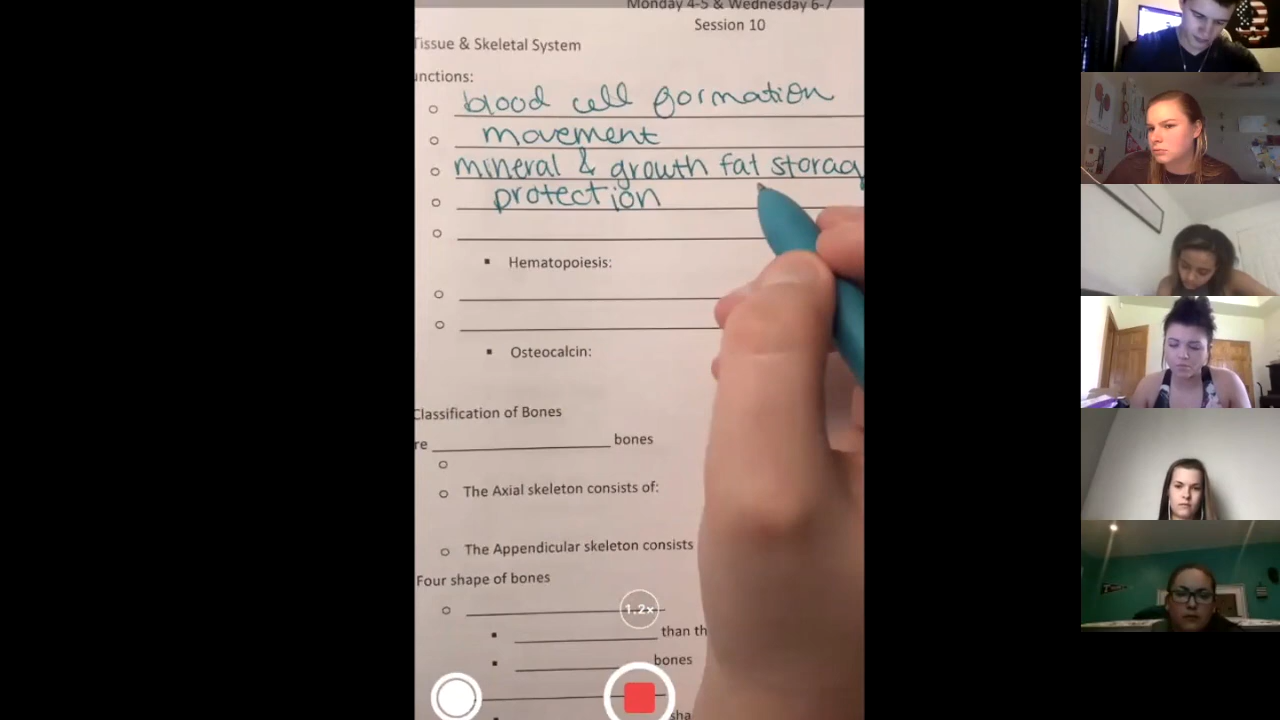 Monday 4-5 & Wednesday 6-7
Session 10
Tissue & Skeletal System
unctions:
blood cell formation
movement
mineral & growth fat storag
protection
Hematopoiesis:
Osteocalcin:
Classification of Bones
re bones
The Axial skeleton consists of:
The Appendicular skeleton consists
Four shape of bones
1.2x
than th
bones
sha